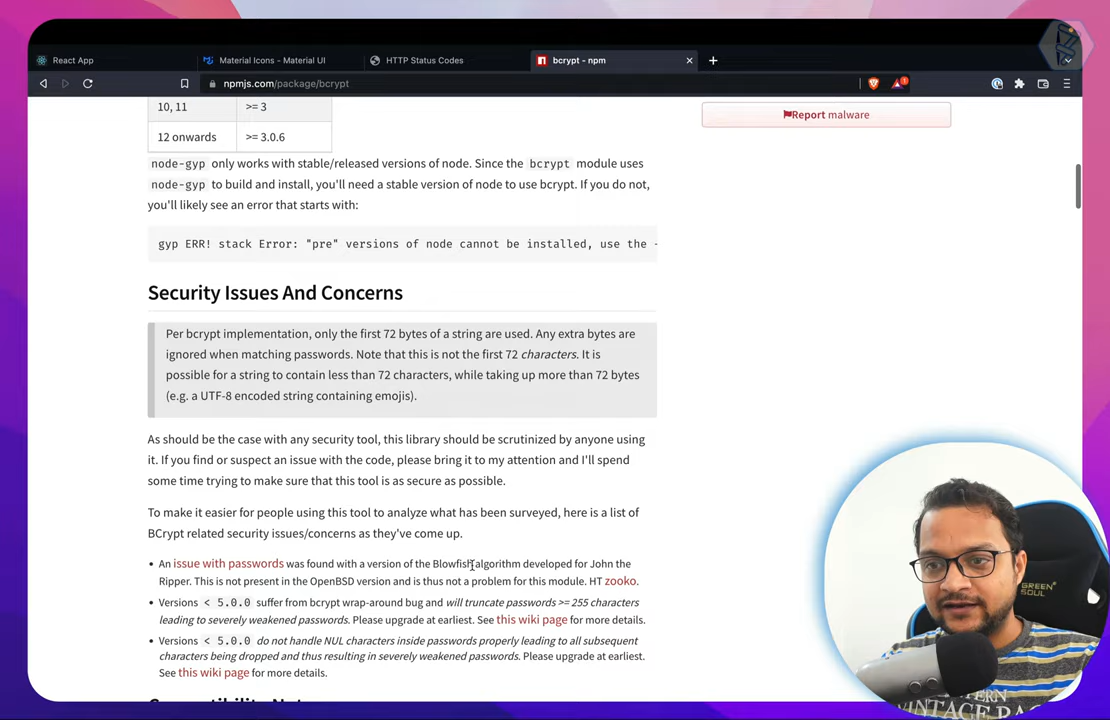 React App
Material Icons - Material UI
HTTP Status Codes
bcrypt - npm
npmjs.com/package/bcrypt
1
10, 11 >= 3
12 onwards >= 3.0.6
Report malware
node-gyp only works with stable/released versions of node. Since the bcrypt module uses
node-gyp to build and install, you'll need a stable version of node to use bcrypt. If you do not,
you'll likely see an error that starts with:
gyp ERR! stack Error: "pre" versions of node cannot be installed, use the -
Security Issues And Concerns
Per bcrypt implementation, only the first 72 bytes of a string are used. Any extra bytes are
ignored when matching passwords. Note that this is not the first 72 characters. It is
possible for a string to contain less than 72 characters, while taking up more than 72 bytes
(e.g. a UTF-8 encoded string containing emojis).
As should be the case with any security tool, this library should be scrutinized by anyone using
it. If you find or suspect an issue with the code, please bring it to my attention and I'll spend
some time trying to make sure that this tool is as secure as possible.
To make it easier for people using this tool to analyze what has been surveyed, here is a list of
BCrypt related security issues/concerns as they've come up.
• An issue with passwords was found with a version of the Blowfish algorithm developed for John the
Ripper. This is not present in the OpenBSD version and is thus not a problem for this module. HT zooko.
• Versions < 5.0.0 suffer from bcrypt wrap-around bug and will truncate passwords >= 255 characters
leading to severely weakened passwords. Please upgrade at earliest. See this wiki page for more details.
• Versions < 5.0.0 do not handle NUL characters inside passwords properly leading to all subsequent
characters being dropped and thus resulting in severely weakened passwords. Please upgrade at earliest.
See this wiki page for more details.
GREEN
SOUL
WESTERN
VINTAGE